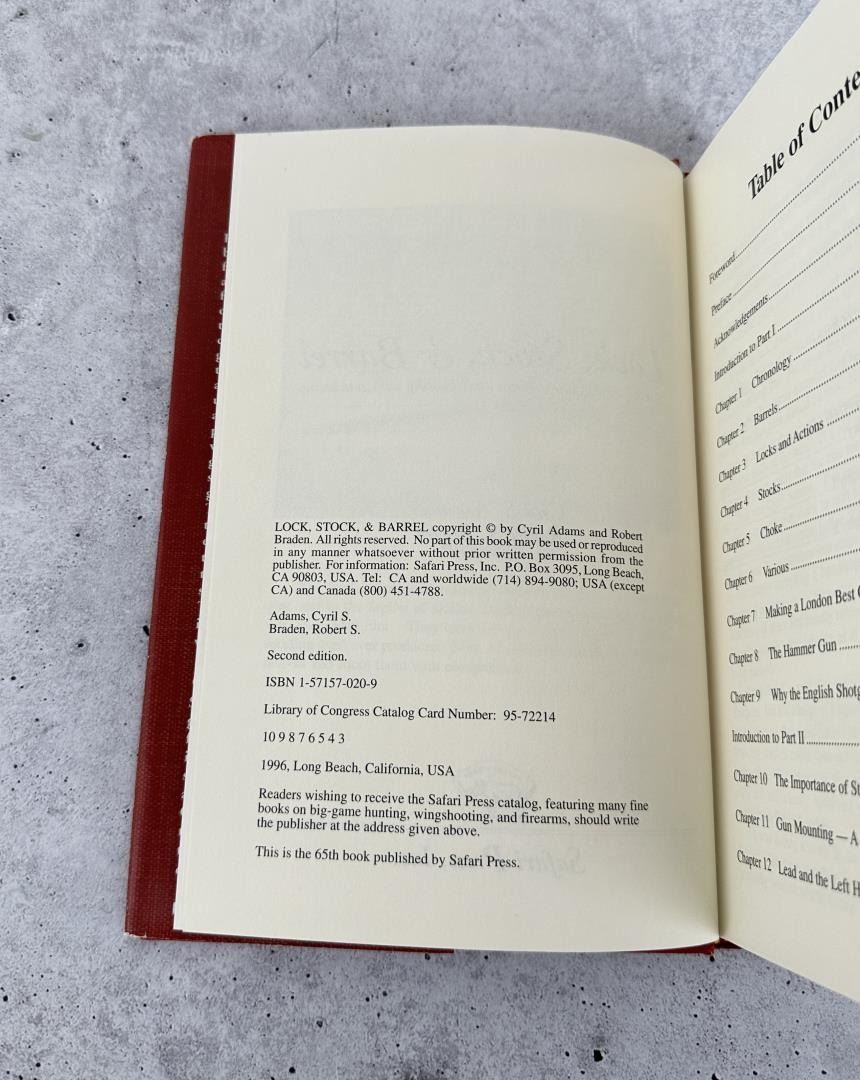 LOCK, STOCK, & BARREL copyright © by Cyril Adams and Robert
Braden. All rights reserved. No part of this book may be used or reproduced
in any manner whatsoever without prior written permission from the
publisher. For information: Safari Press, Inc. P.O. Box 3095, Long Beach,
CA 90803, USA. Tel: CA and worldwide (714) 894-9080; USA (except
CA) and Canada (800) 451-4788.
Adams, Cyril S.
Braden, Robert S.
Second edition.
ISBN 1-57157-020-9
Library of Congress Catalog Card Number: 95-72214
10 9 8 7 6 5 4 3
1996, Long Beach, California, USA
Readers wishing to receive the Safari Press catalog, featuring many fine
books on big-game hunting, wingshooting, and firearms, should write
the publisher at the address given above.
This is the 65th book published by Safari Press.
Table of Conte
Foreword
Preface
Acknowledgements
Introduction to Part I
Chapter 1 Chronology
Chapter 2 Barrels
Chapter 3 Locks and Actions
Chapter 4 Stocks
Chapter 5 Choke
Chapter 6 Various
Chapter 7 Making a London Best
Chapter 8 The Hammer Gun
Chapter 9 Why the English Shotg
Introduction to Part II
Chapter 10 The Importance of St
Chapter 11 Gun Mounting — A
Chapter 12 Lead and the Left H